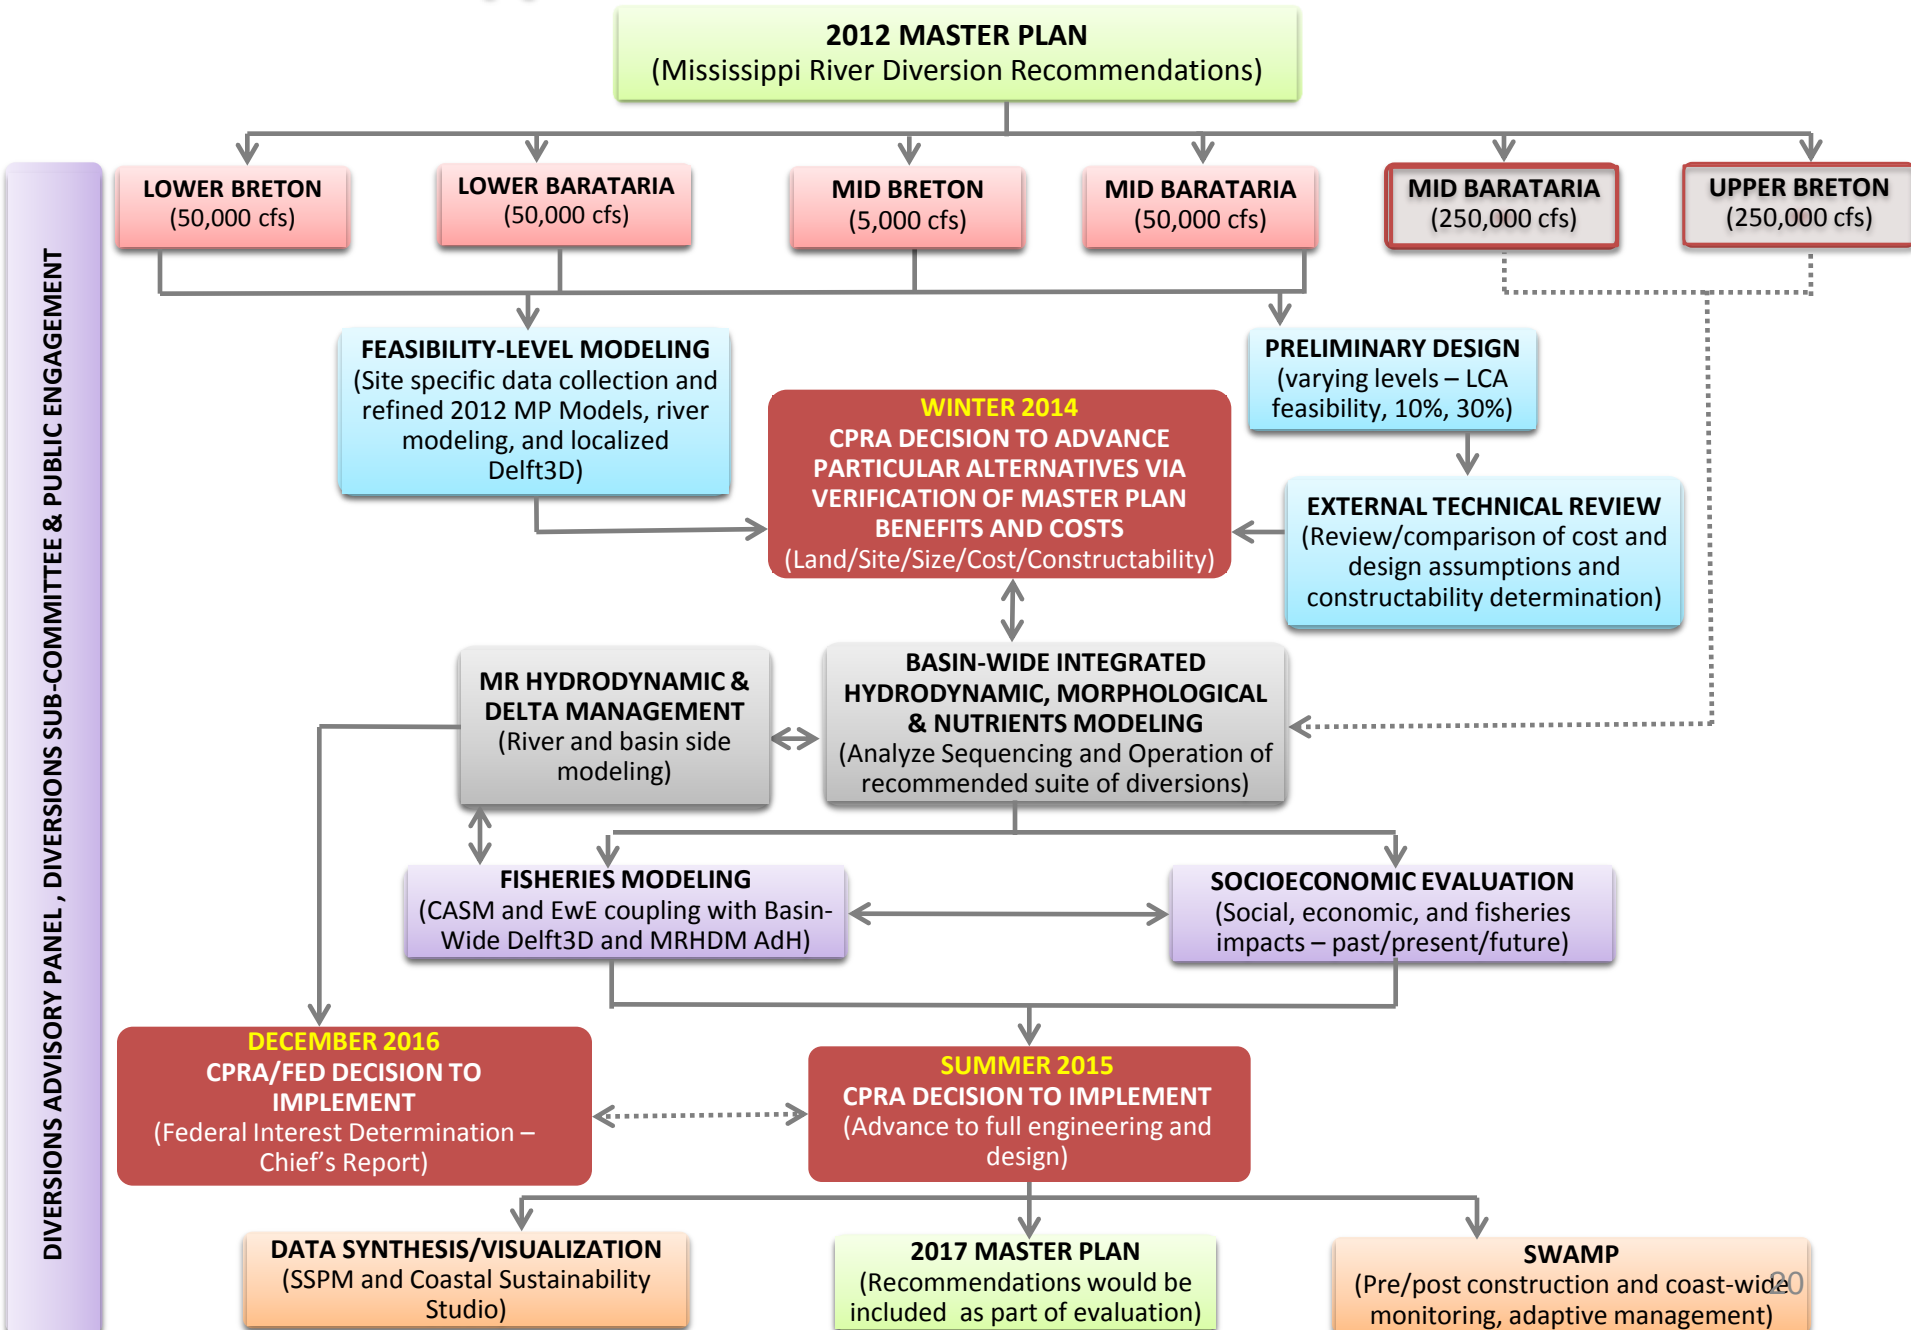 2012 MASTER PLAN
(Mississippi River Diversion Recommendations)
LOWER BRETON
(50,000 cfs)
LOWER BARATARIA
(50,000 cfs)
MID BRETON
(5,000 cfs)
MID BARATARIA
(50,000 cfs)
MID BARATARIA
(250,000 cfs)
UPPER BRETON
(250,000 cfs)
DIVERSIONS ADVISORY PANEL , DIVERSIONS SUB-COMMITTEE & PUBLIC ENGAGEMENT
FEASIBILITY-LEVEL MODELING
(Site specific data collection and
refined 2012 MP Models, river
modeling, and localized
Delft3D)
PRELIMINARY DESIGN
(varying levels – LCA
feasibility, 10%, 30%)
WINTER 2014
CPRA DECISION TO ADVANCE
PARTICULAR ALTERNATIVES VIA
VERIFICATION OF MASTER PLAN
BENEFITS AND COSTS
(Land/Site/Size/Cost/Constructability)
EXTERNAL TECHNICAL REVIEW
(Review/comparison of cost and
design assumptions and
constructability determination)
MR HYDRODYNAMIC &
DELTA MANAGEMENT
(River and basin side
modeling)
BASIN-WIDE INTEGRATED
HYDRODYNAMIC, MORPHOLOGICAL
& NUTRIENTS MODELING
(Analyze Sequencing and Operation of
recommended suite of diversions)
FISHERIES MODELING
(CASM and EwE coupling with Basin-
Wide Delft3D and MRHDM AdH)
SOCIOECONOMIC EVALUATION
(Social, economic, and fisheries
impacts – past/present/future)
DECEMBER 2016
CPRA/FED DECISION TO
IMPLEMENT
(Federal Interest Determination –
Chief's Report)
SUMMER 2015
CPRA DECISION TO IMPLEMENT
(Advance to full engineering and
design)
DATA SYNTHESIS/VISUALIZATION
(SSPM and Coastal Sustainability
Studio)
2017 MASTER PLAN
(Recommendations would be
included as part of evaluation)
SWAMP
(Pre/post construction and coast-wide
monitoring, adaptive management)
20